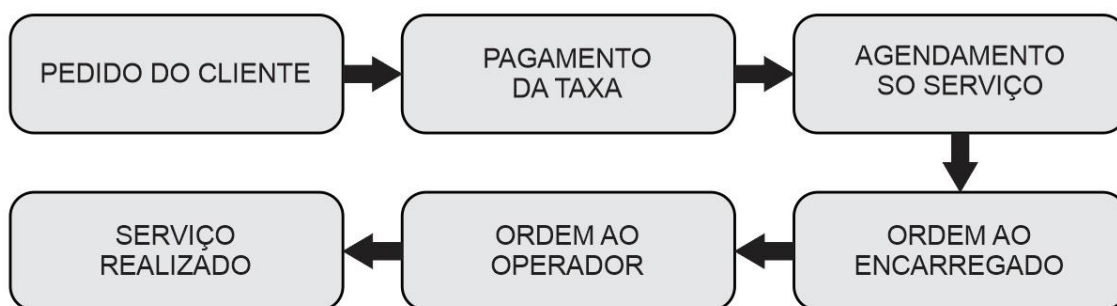 PEDIDO DO CLIENTE
PAGAMENTO
DA TAXA
AGENDAMENTO
SO SERVIÇO
ORDEM AO
ENCARREGADO
ORDEM AO
OPERADOR
SERVIÇO
REALIZADO